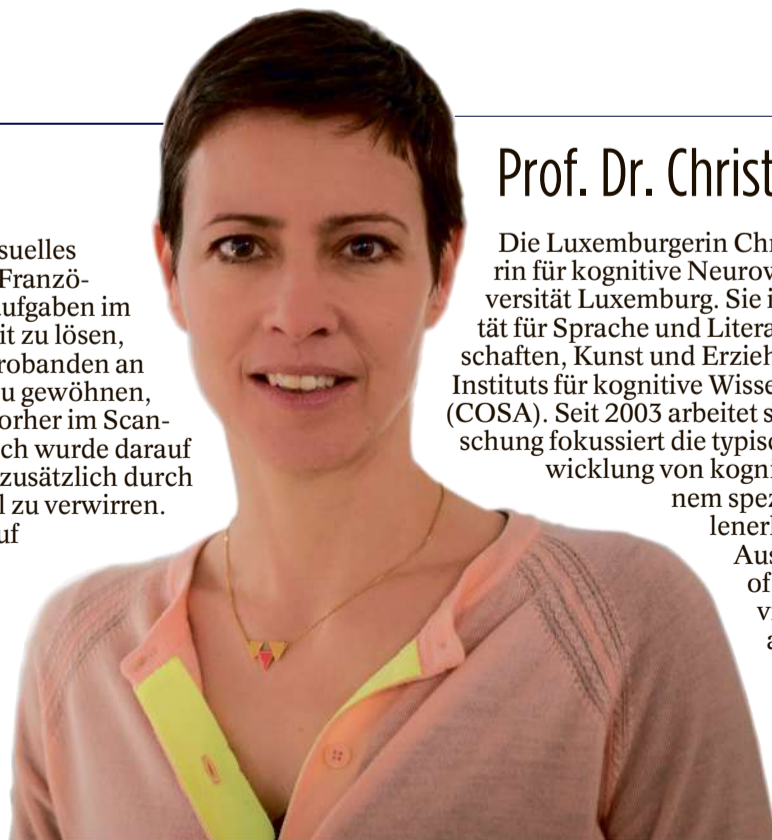 suelles
Franzö-
ufgaben im
it zu lösen,
robanden an
u gewöhnen,
orher im Scan-
ch wurde darauf
zusätzlich durch
l zu verwirren.
uf
Prof. Dr. Christ
Die Luxemburgerin Chr
rin für kognitive Neurow
versität Luxemburg. Sie i
tät für Sprache und Litera
schaften, Kunst und Erzieh
Instituts für kognitive Wisse
(COSA). Seit 2003 arbeitet s
schung fokussiert die typisc
wicklung von kogni
nem spez
lenerl
Aus
of
v
a